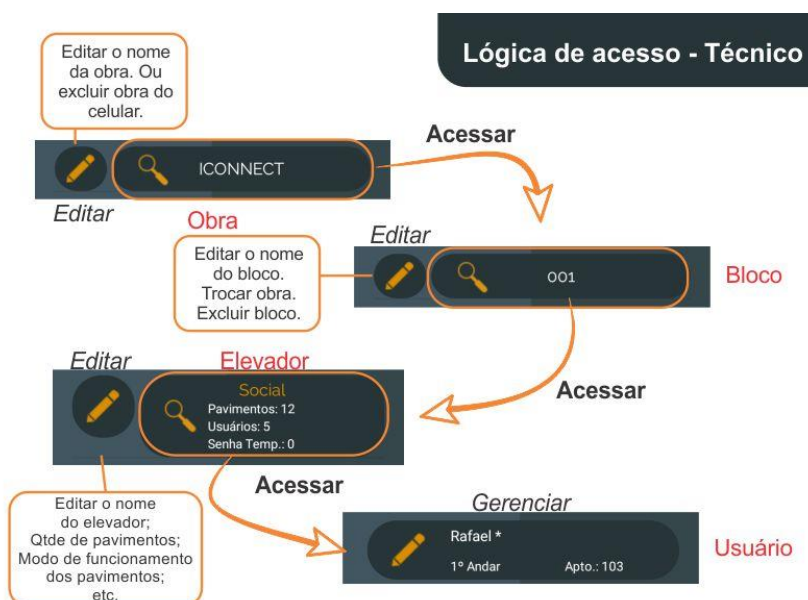 Lógica de acesso - Técnico
Editar o nome
da obra. Ou
excluir obra do
celular.
Acessar
ICONNECT
Editar
Obra
Editar
Editar o nome
do bloco.
Trocar obra.
Excluir bloco.
001
Bloco
Editar
Elevador
Social
Pavimentos: 12
Usuários: 5
Senha Temp.: 0
Acessar
Acessar
Editar o nome
do elevador;
Qtde de pavimentos;
Modo de funcionamento
dos pavimentos;
etc.
Gerenciar
Rafael *
1º Andar
Apto.: 103
Usuário